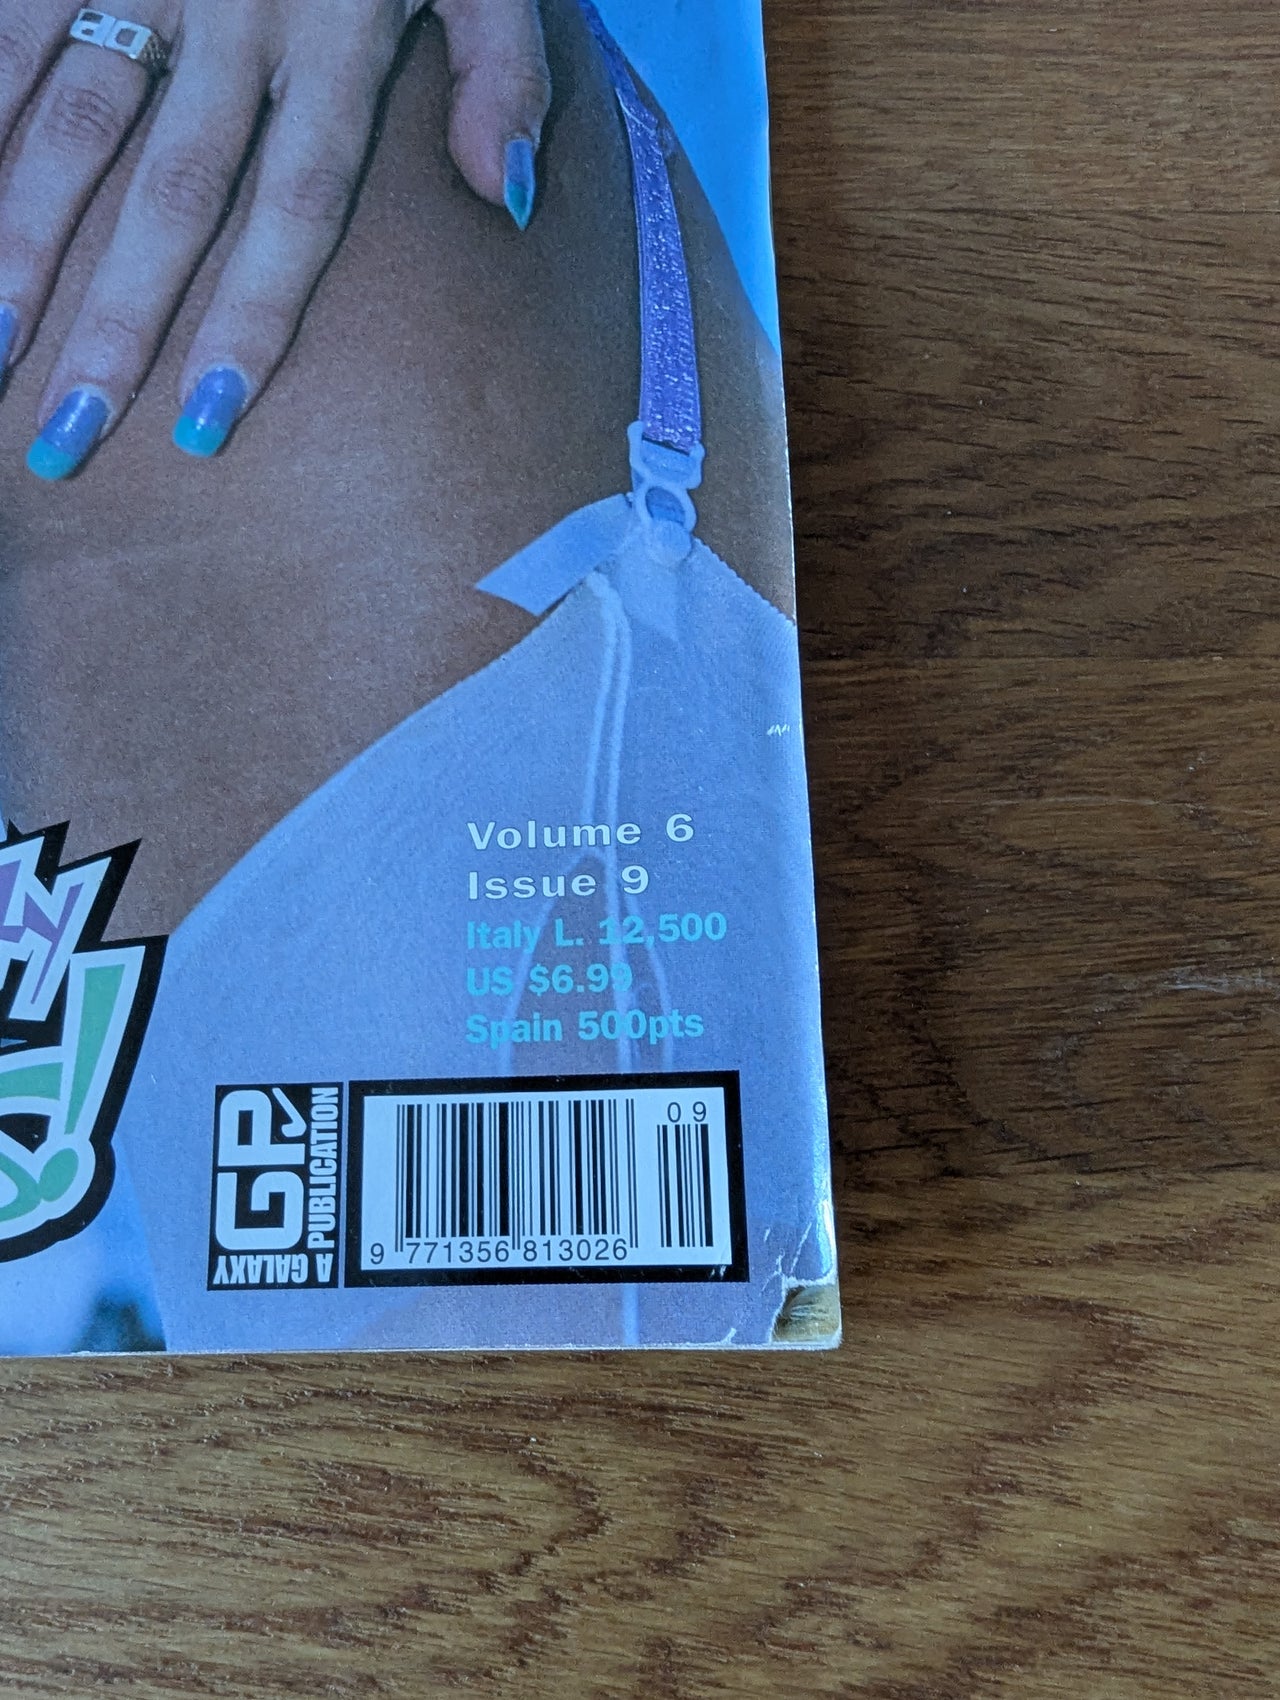 Volume 6
Issue 9
Italy L. 12,500
US $6.99
Spain 500pts
A GALAXY
GP
PUBLICATION
09
9 771356 813026